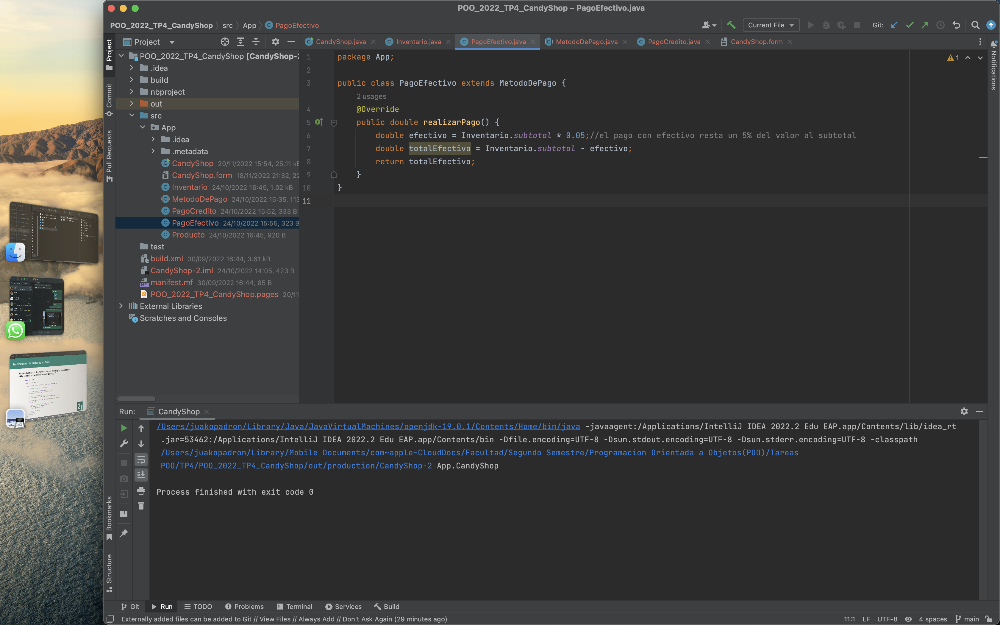 POO_2022_TP4_CandyShop – PagoEfectivo.java
POO_2022_TP4_CandyShop
src
App
PagoEfectivo
Current File
Git:
Project
CandyShop.java
Inventario.java
PagoEfectivo.java
MetodoDePago.java
PagoCredito.java
CandyShop.form
Project
Commit
Pull Requests
Bookmarks
Structure
Notifications
POO_2022_TP4_CandyShop [CandyShop-2
.idea
build
nbproject
out
src
App
.idea
.metadata
CandyShop 20/11/2022 15:54, 25.11 kB
CandyShop.form 18/11/2022 21:32, 22
Inventario 24/10/2022 16:45, 1.02 kB
MetodoDePago 24/10/2022 15:35, 113
PagoCredito 24/10/2022 15:52, 333 B
PagoEfectivo 24/10/2022 15:55, 323 B
Producto 24/10/2022 16:45, 920 B
test
build.xml 30/09/2022 16:44, 3.61 kB
CandyShop-2.iml 24/10/2022 14:05, 423 B
manifest.mf 30/09/2022 16:44, 85 B
POO_2022_TP4_CandyShop.pages 20/11
External Libraries
Scratches and Consoles
1 package App;
2
3 public class PagoEfectivo extends MetodoDePago {
2 usages
4 @Override
5 public double realizarPago() {
6 double efectivo = Inventario.subtotal * 0.05;//el pago con efectivo resta un 5% del valor al subtotal
7 double totalEfectivo = Inventario.subtotal - efectivo;
8 return totalEfectivo;
9 }
10 }
11
1
Manipulación de archivos en Java
21
Run:
CandyShop
/Users/juakopadron/Library/Java/JavaVirtualMachines/openjdk-19.0.1/Contents/Home/bin/java -javaagent:/Applications/IntelliJ IDEA 2022.2 Edu EAP.app/Contents/lib/idea_rt
.jar=53462:/Applications/IntelliJ IDEA 2022.2 Edu EAP.app/Contents/bin -Dfile.encoding=UTF-8 -Dsun.stdout.encoding=UTF-8 -Dsun.stderr.encoding=UTF-8 -classpath
/Users/juakopadron/Library/Mobile Documents/com~apple~CloudDocs/Facultad/Segundo Semestre/Programacion Orientada a Objetos(POO)/Tareas
POO/TP4/POO_2022_TP4_CandyShop/out/production/CandyShop-2 App.CandyShop
Process finished with exit code 0
Git
Run
TODO
Problems
Terminal
Services
Build
Externally added files can be added to Git // View Files // Always Add // Don't Ask Again (29 minutes ago)
11:1
LF
UTF-8
4 spaces
main